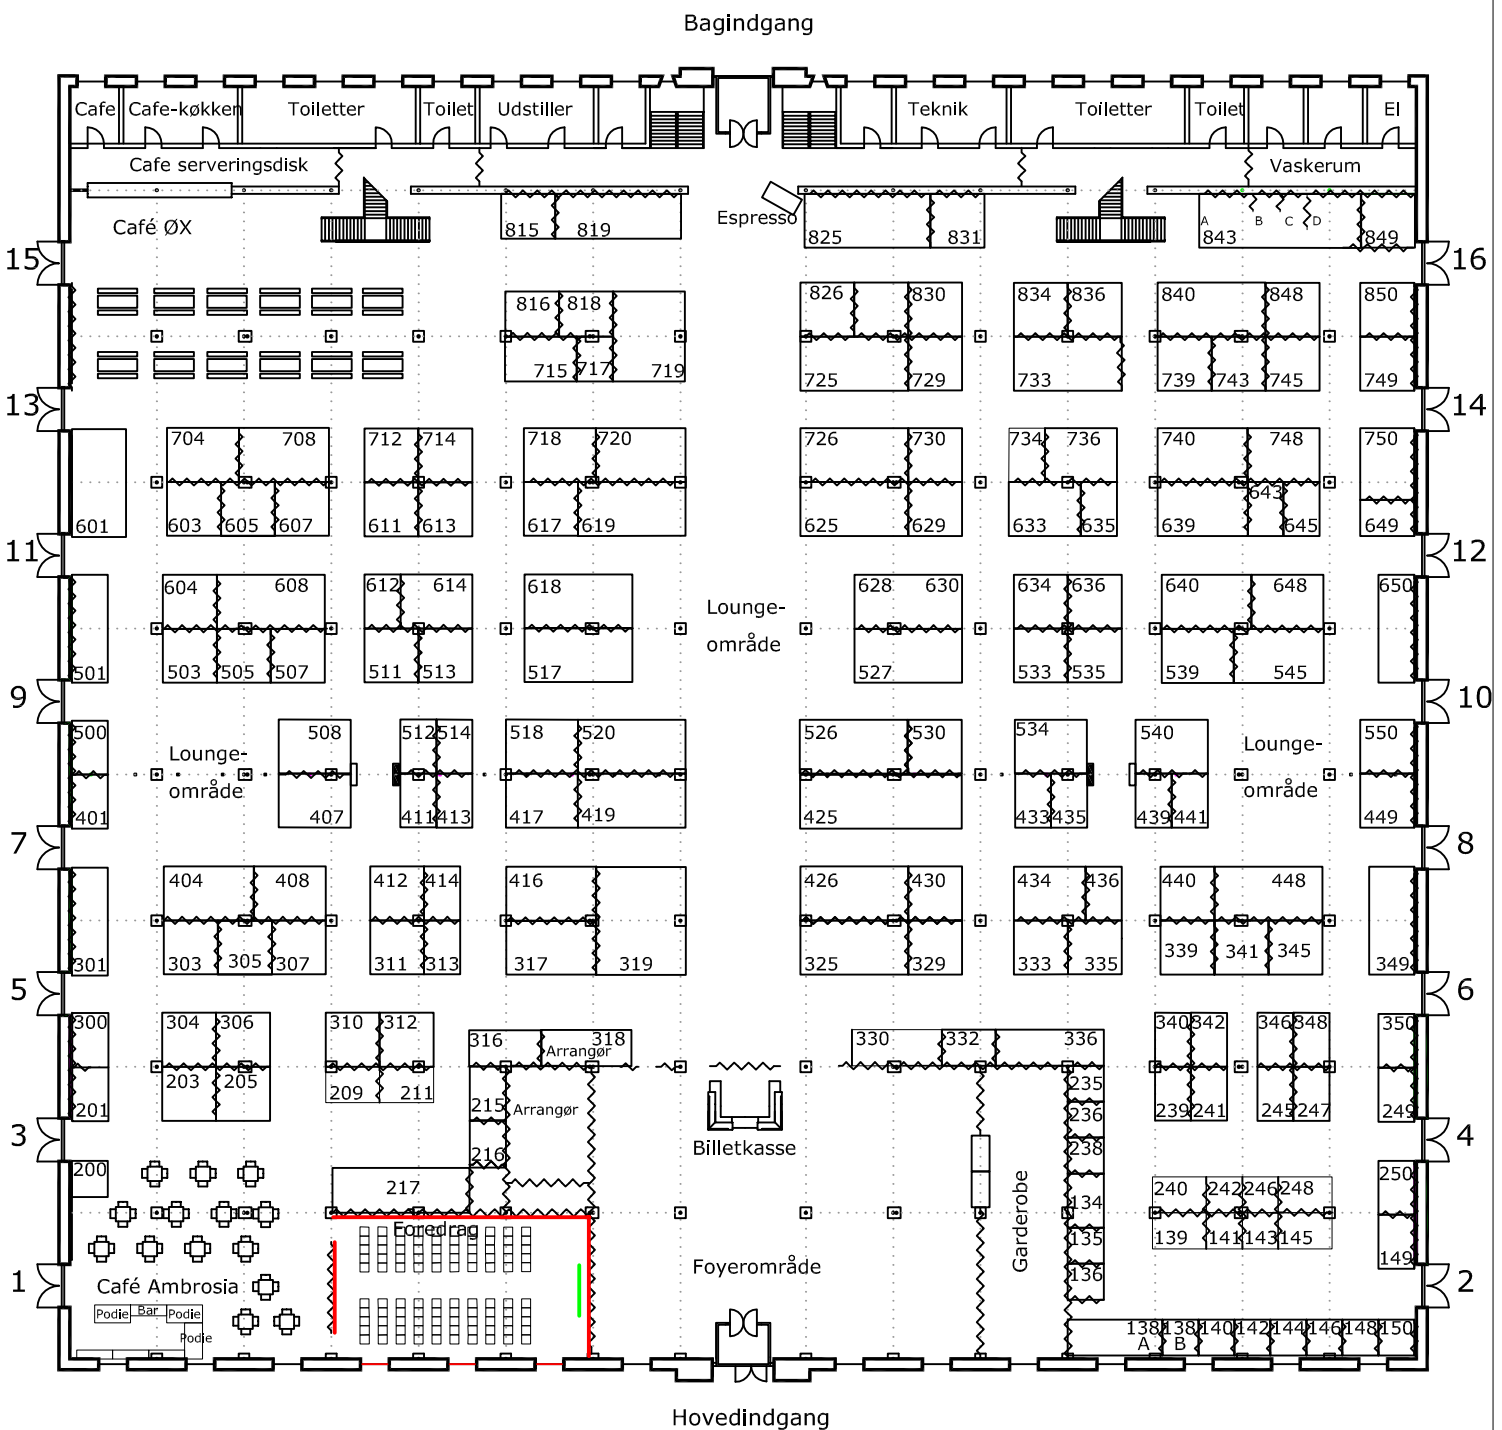 Bagindgang
Cafe Cafe-køkken Toiletter Toilet Udstiller Teknik Toiletter Toilet El
Cafe serveringsdisk Vaskerum
Café ØX Espresso
A B C D
815 819 825 831 843 849
15 16
816 818 826 830 834 836 840 848 850
715 717 719 725 729 733 739 743 745 749
13 14
704 708 712 714 718 720 726 730 734 736 740 748 750
643
601 603 605 607 611 613 617 619 625 629 633 635 639 645 649
11 12
604 608 612 614 618 628 630 634 636 640 648 650
Lounge-
område
501 503 505 507 511 513 517 527 533 535 539 545
9 10
500 508 512 514 518 520 526 530 534 540 550
Lounge- Lounge-
område område
401 407 411 413 417 419 425 433 435 439 441 449
7 8
404 408 412 414 416 426 430 434 436 440 448
301 303 305 307 311 313 317 319 325 329 333 335 339 341 345 349
5 6
300 304 306 310 312 316 318 330 332 336 340 342 346 348 350
Arrangør
201 203 205 209 211 215 Arrangør 235 236 239 241 245 247 249
3 4
Billetkasse
200 216 238 250
217 134 240 242 246 248
Foredrag
135 139 141 143 145 149
Garderobe
1 2
Café Ambrosia Foyerområde 136
Podie Bar Podie
Podie
138 138 140 142 144 146 148 150
A B
Hovedindgang